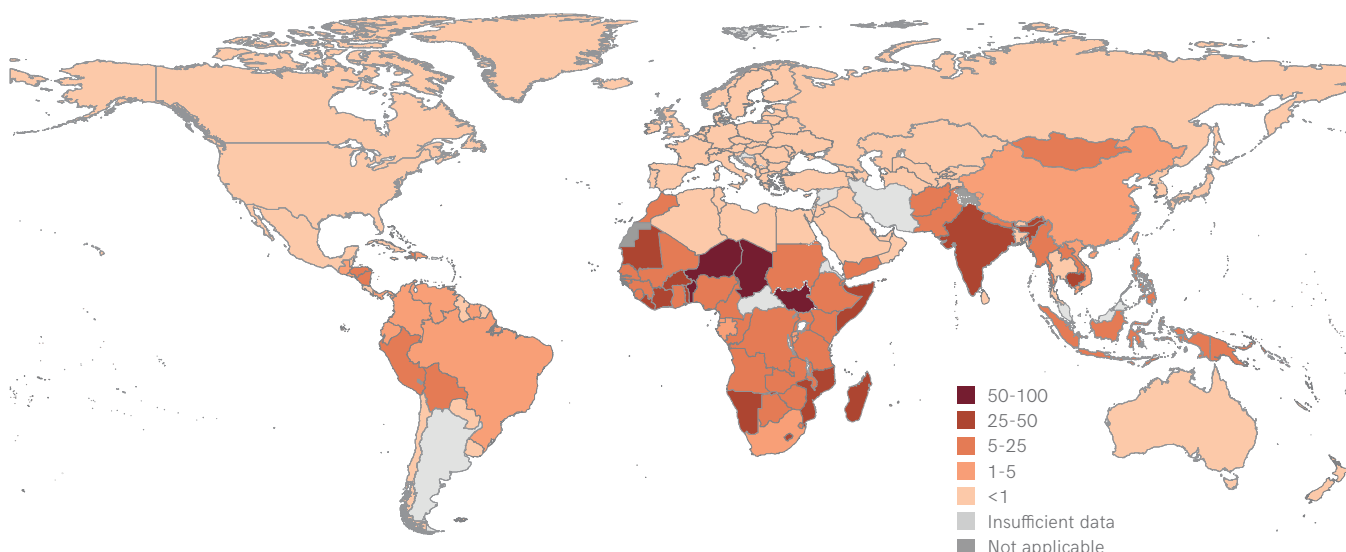 50-100
25-50
5-25
1-5
<1
Insufficient data
Not applicable